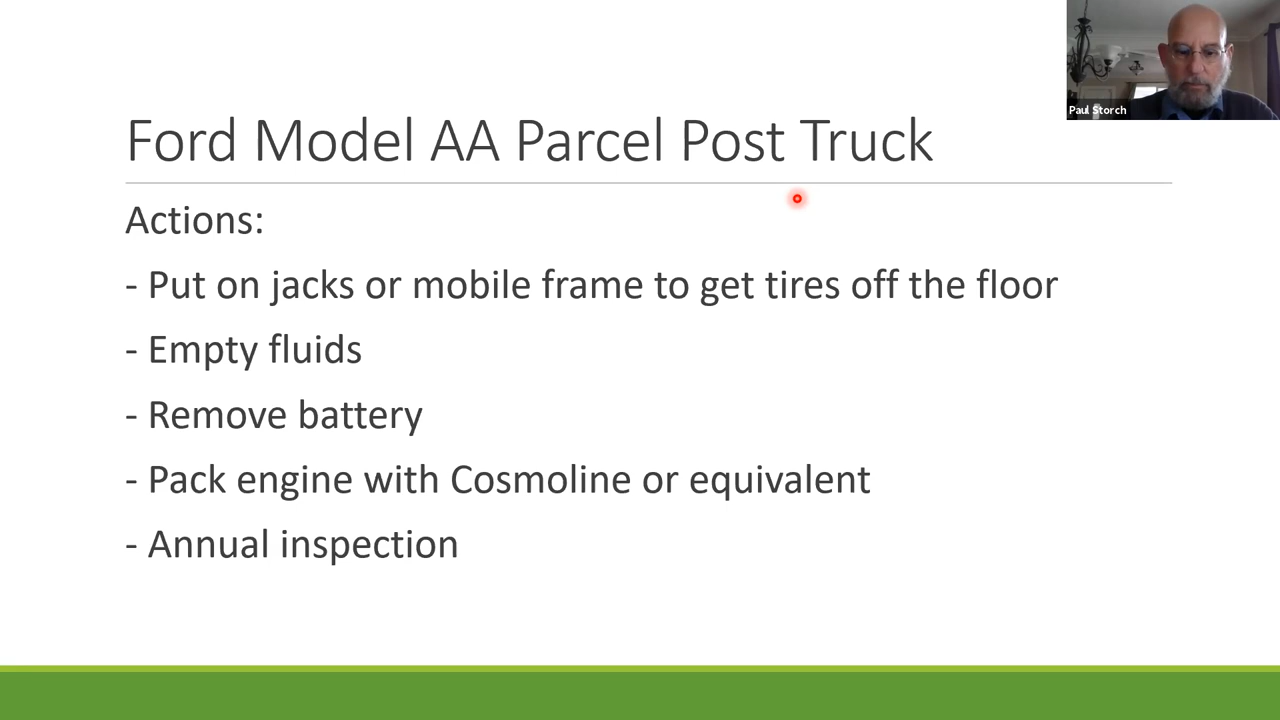 Paul Storch
Ford Model AA Parcel Post Truck
Actions:
- Put on jacks or mobile frame to get tires off the floor
- Empty fluids
- Remove battery
- Pack engine with Cosmoline or equivalent
- Annual inspection